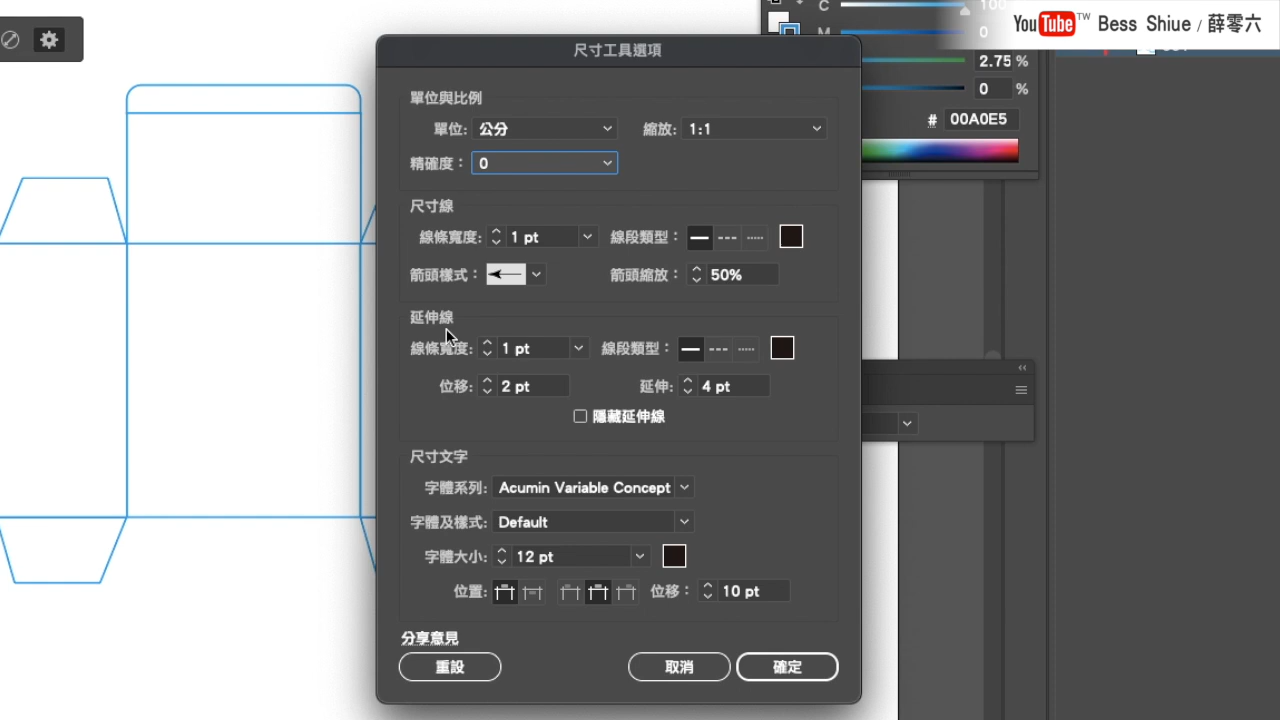 YouTube TW Bess Shiue / 薛零六
C 100
M 0
2.75 %
0 %
# 00A0E5
尺寸工具選項
單位與比例
單位: 公分 縮放: 1:1
精確度： 0
尺寸線
線條寬度: 1 pt 線段類型：
箭頭樣式： 箭頭縮放： 50%
延伸線
線條寬度: 1 pt 線段類型：
位移: 2 pt 延伸: 4 pt
隱藏延伸線
尺寸文字
字體系列: Acumin Variable Concept
字體及樣式: Default
字體大小: 12 pt
位置: 位移： 10 pt
分享意見
重設 取消 確定